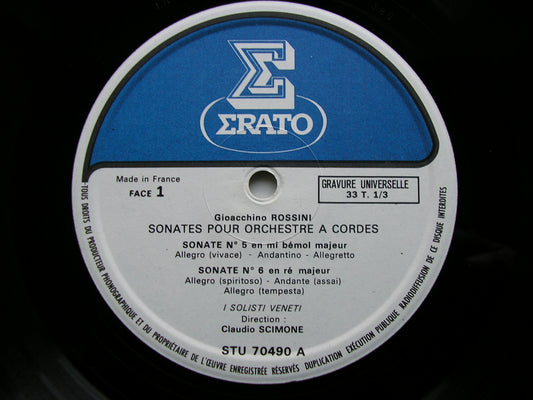 Σ
ΣRATO
Made in France
FACE 1
GRAVURE UNIVERSELLE
33 T. 1/3
Gioacchino ROSSINI
SONATES POUR ORCHESTRE A CORDES
SONATE N° 5 en mi bémol majeur
Allegro (vivace) - Andantino - Allegretto
SONATE N° 6 en ré majeur
Allegro (spiritoso) - Andante (assai)
Allegro (tempesta)
I SOLISTI VENETI
Direction :
Claudio SCIMONE
STU 70490 A
TOUS DROITS DU PRODUCTEUR PHONOGRAPHIQUE ET DU PROPRIÉTAIRE DE L'ŒUVRE ENREGISTRÉE RÉSERVÉS DUPLICATION EXÉCUTION PUBLIQUE RADIODIFFUSION DE CE DISQUE INTERDITES